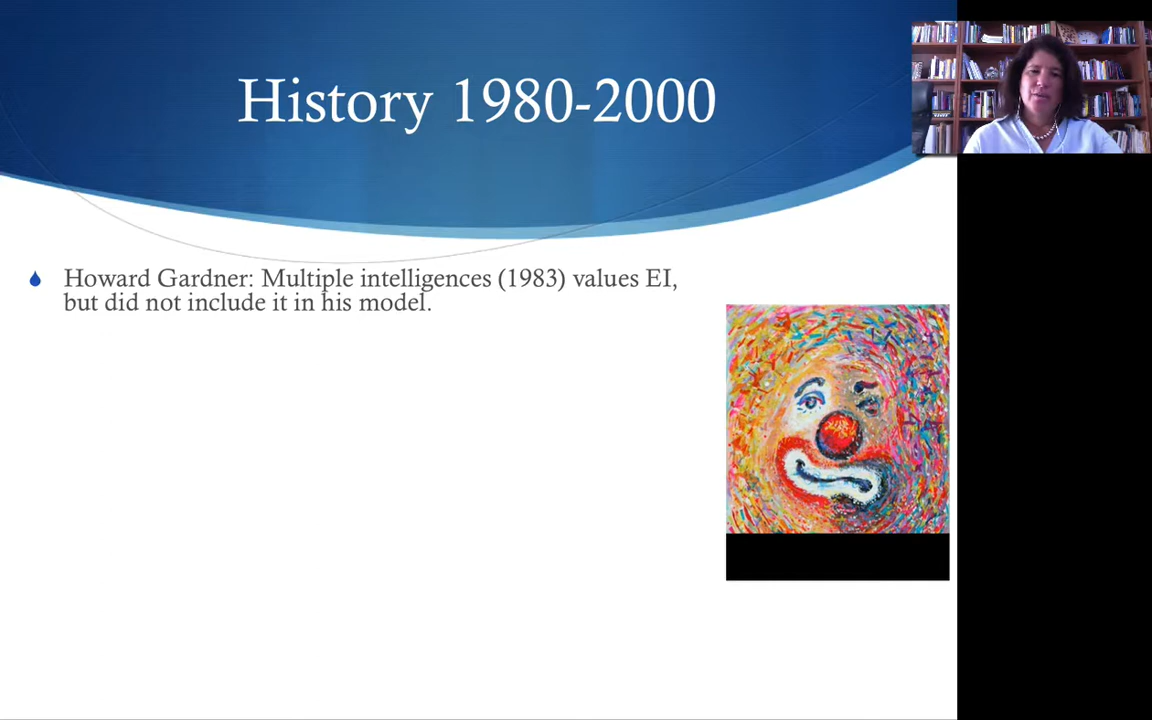 History 1980-2000
Howard Gardner: Multiple intelligences (1983) values EI,
but did not include it in his model.